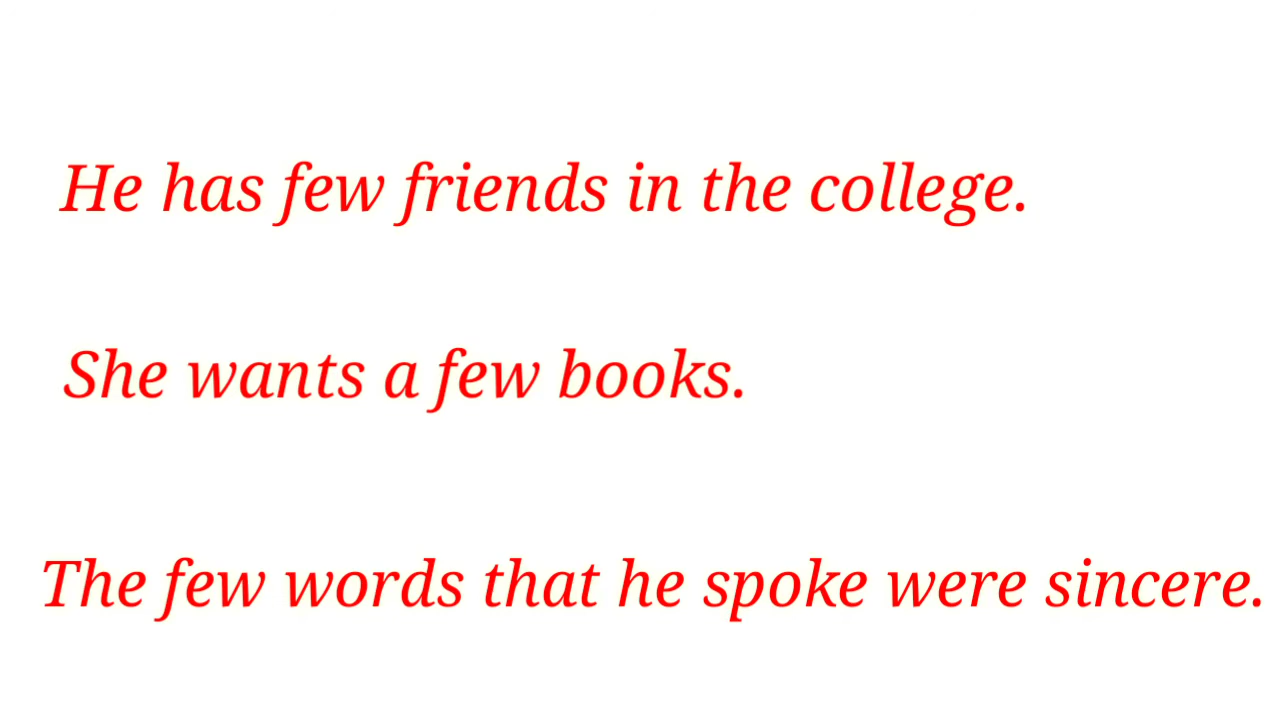 He has few friends in the college.
She wants a few books.
The few words that he spoke were sincere.